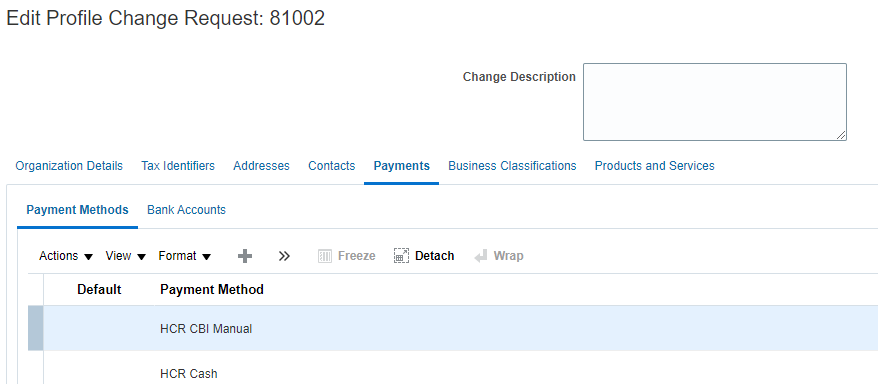 Edit Profile Change Request: 81002
Change Description
Organization Details Tax Identifiers Addresses Contacts Payments Business Classifications Products and Services
Payment Methods Bank Accounts
Actions View Format Freeze Detach Wrap
Default Payment Method
HCR CBI Manual
HCR Cash